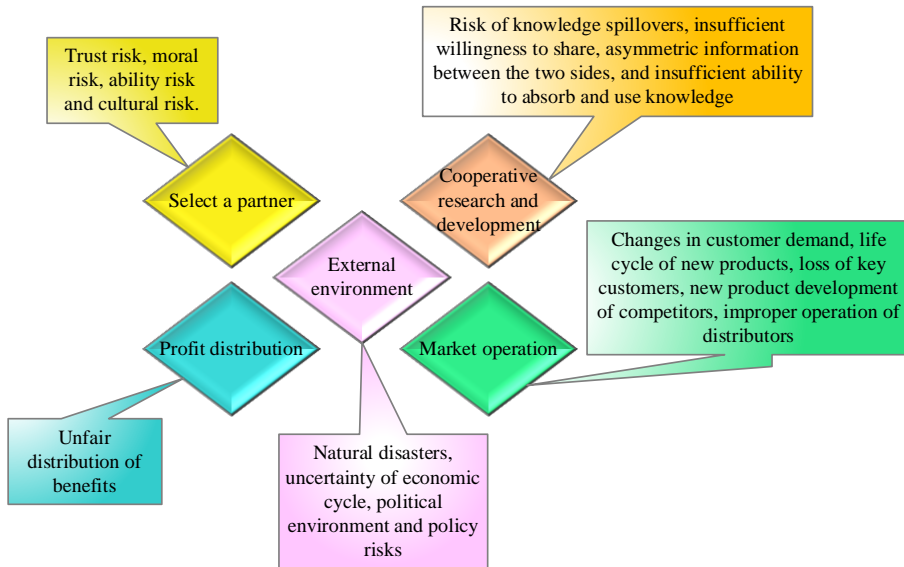 Trust risk, moral
risk, ability risk
and cultural risk.
Risk of knowledge spillovers, insufficient
willingness to share, asymmetric information
between the two sides, and insufficient ability
to absorb and use knowledge
Select a partner
Cooperative
research and
development
External
environment
Changes in customer demand, life
cycle of new products, loss of key
customers, new product development
of competitors, improper operation of
distributors
Profit distribution
Market operation
Unfair
distribution of
benefits
Natural disasters,
uncertainty of economic
cycle, political
environment and policy
risks